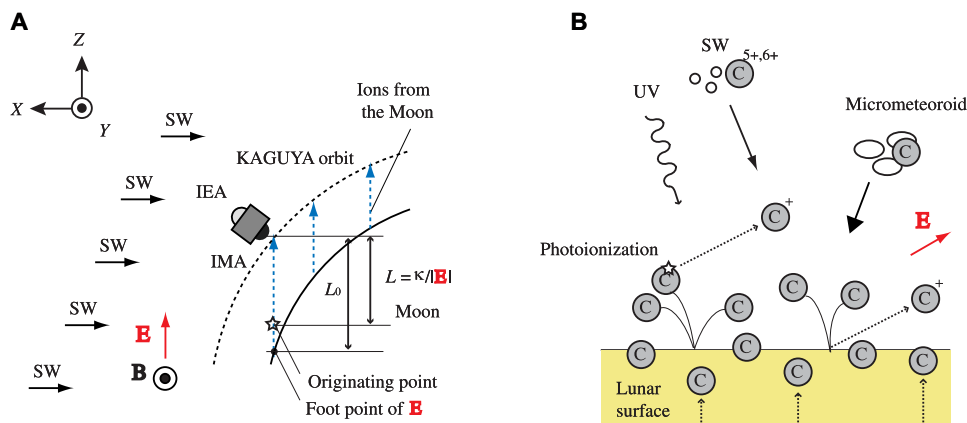 A
Z
X
Y
SW
SW
SW
SW
SW
Ions from
the Moon
KAGUYA orbit
IEA
IMA
L₀
L = κ/|E|
Moon
E
B
Originating point
Foot point of E
B
SW
C 5+,6+
UV
Micrometeoroid
C
C +
E
Photoionization
C
C
C
C
C
C +
C
C
C
C
C
C
Lunar
surface